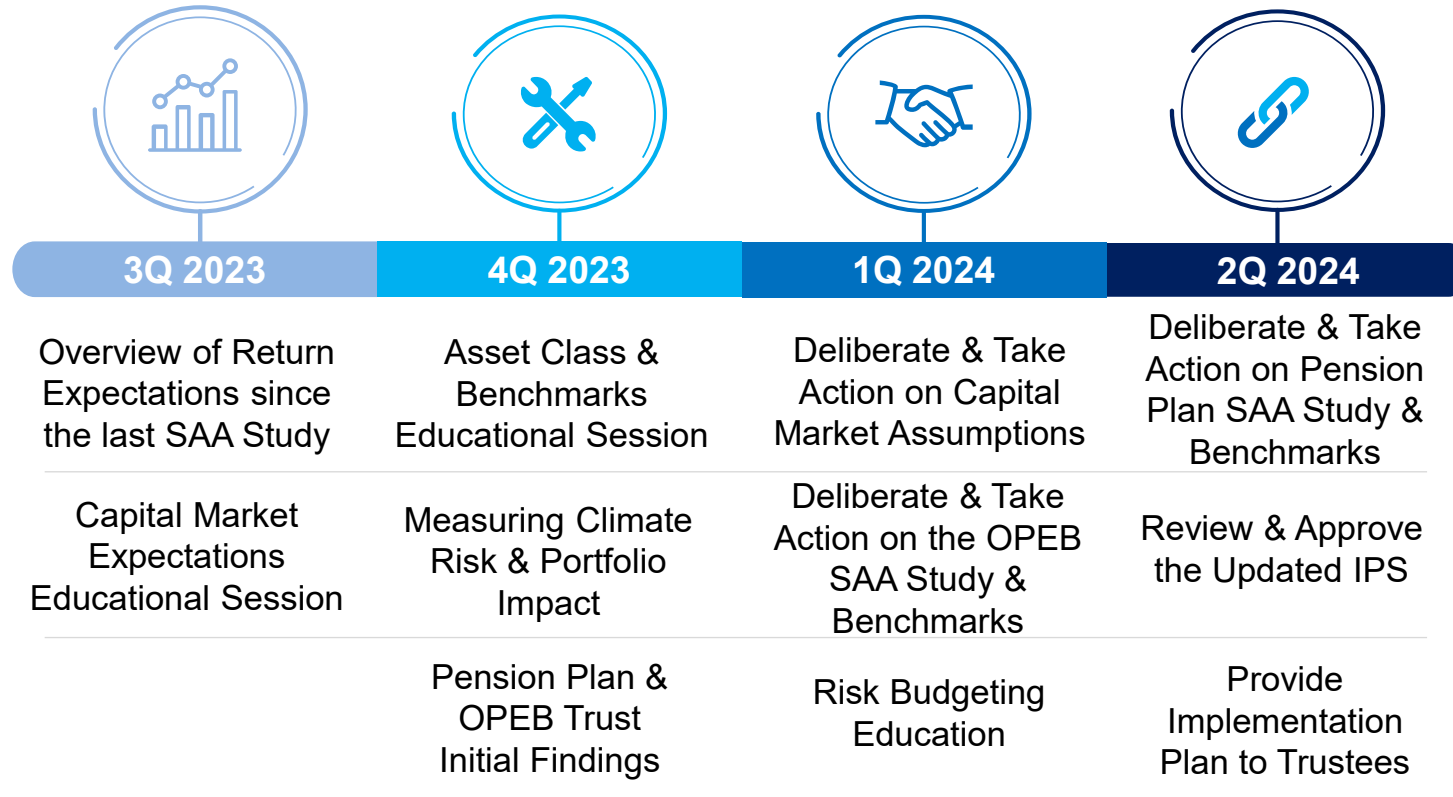 3Q 2023
4Q 2023
1Q 2024
2Q 2024
Overview of Return
Expectations since
the last SAA Study
Asset Class &
Benchmarks
Educational Session
Deliberate & Take
Action on Capital
Market Assumptions
Deliberate & Take
Action on Pension
Plan SAA Study &
Benchmarks
Capital Market
Expectations
Educational Session
Measuring Climate
Risk & Portfolio
Impact
Deliberate & Take
Action on the OPEB
SAA Study &
Benchmarks
Review & Approve
the Updated IPS
Pension Plan &
OPEB Trust
Initial Findings
Risk Budgeting
Education
Provide
Implementation
Plan to Trustees